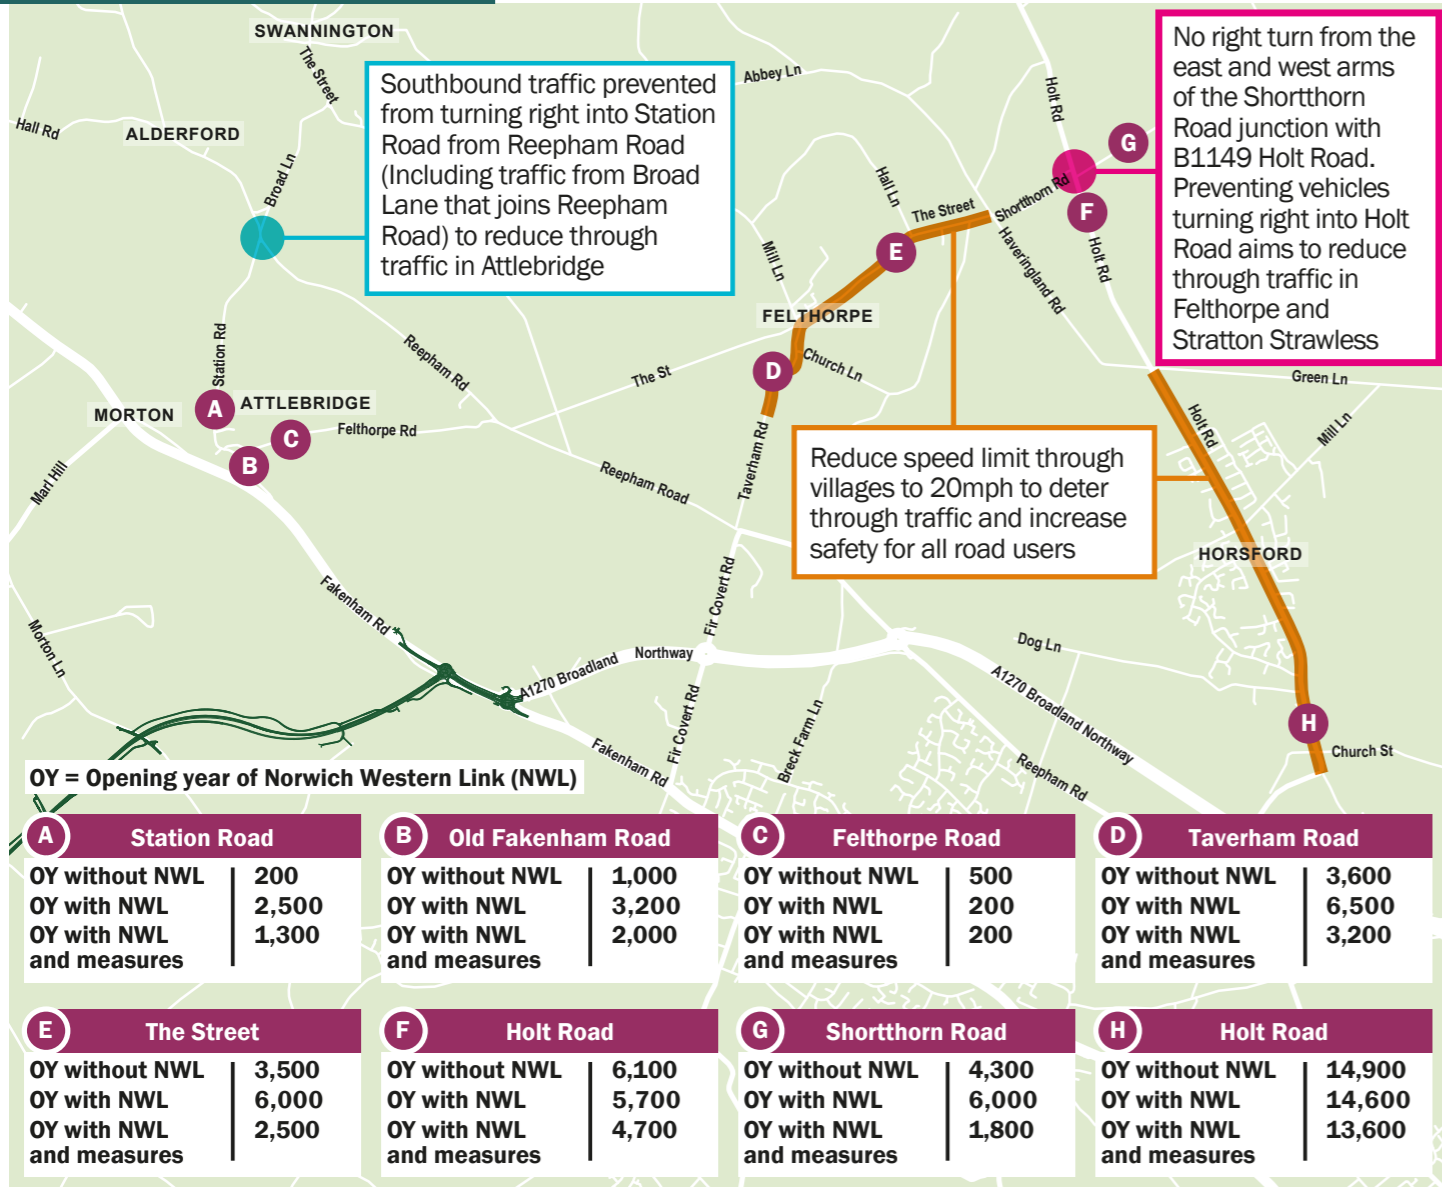 SWANNINGTON
The Street
Abbey Ln
Holt Rd
No right turn from the
east and west arms
of the Shortthorn
Road junction with
B1149 Holt Road.
Preventing vehicles
turning right into Holt
Road aims to reduce
through traffic in
Felthorpe and
Stratton Strawless
Southbound traffic prevented
from turning right into Station
Road from Reepham Road
(Including traffic from Broad
Lane that joins Reepham
Road) to reduce through
traffic in Attlebridge
Hall Rd
ALDERFORD
Broad Ln
G
Hall Ln
The Street
Shortthorn Rd
F
E
Mill Ln
Haveringland Rd
Holt Rd
FELTHORPE
Station Rd
Reepham Rd
The St
D
Church Ln
Green Ln
MORTON
A
ATTLEBRIDGE
C
Felthorpe Rd
B
Holt Rd
Mill Ln
Marl Hill
Reepham Road
Taverham Rd
Reduce speed limit through
villages to 20mph to deter
through traffic and increase
safety for all road users
HORSFORD
Fakenham Rd
Fir Covert Rd
Morton Ln
Dog Ln
A1270 Broadland
Northway
A1270 Broadland Northway
Fir Covert Rd
Breck Farm Ln
H
Church St
Fakenham Rd
Reepham Rd
OY = Opening year of Norwich Western Link (NWL)
A Station Road
OY without NWL 200
OY with NWL 2,500
OY with NWL 1,300
and measures
B Old Fakenham Road
OY without NWL 1,000
OY with NWL 3,200
OY with NWL 2,000
and measures
C Felthorpe Road
OY without NWL 500
OY with NWL 200
OY with NWL 200
and measures
D Taverham Road
OY without NWL 3,600
OY with NWL 6,500
OY with NWL 3,200
and measures
E The Street
OY without NWL 3,500
OY with NWL 6,000
OY with NWL 2,500
and measures
F Holt Road
OY without NWL 6,100
OY with NWL 5,700
OY with NWL 4,700
and measures
G Shortthorn Road
OY without NWL 4,300
OY with NWL 6,000
OY with NWL 1,800
and measures
H Holt Road
OY without NWL 14,900
OY with NWL 14,600
OY with NWL 13,600
and measures